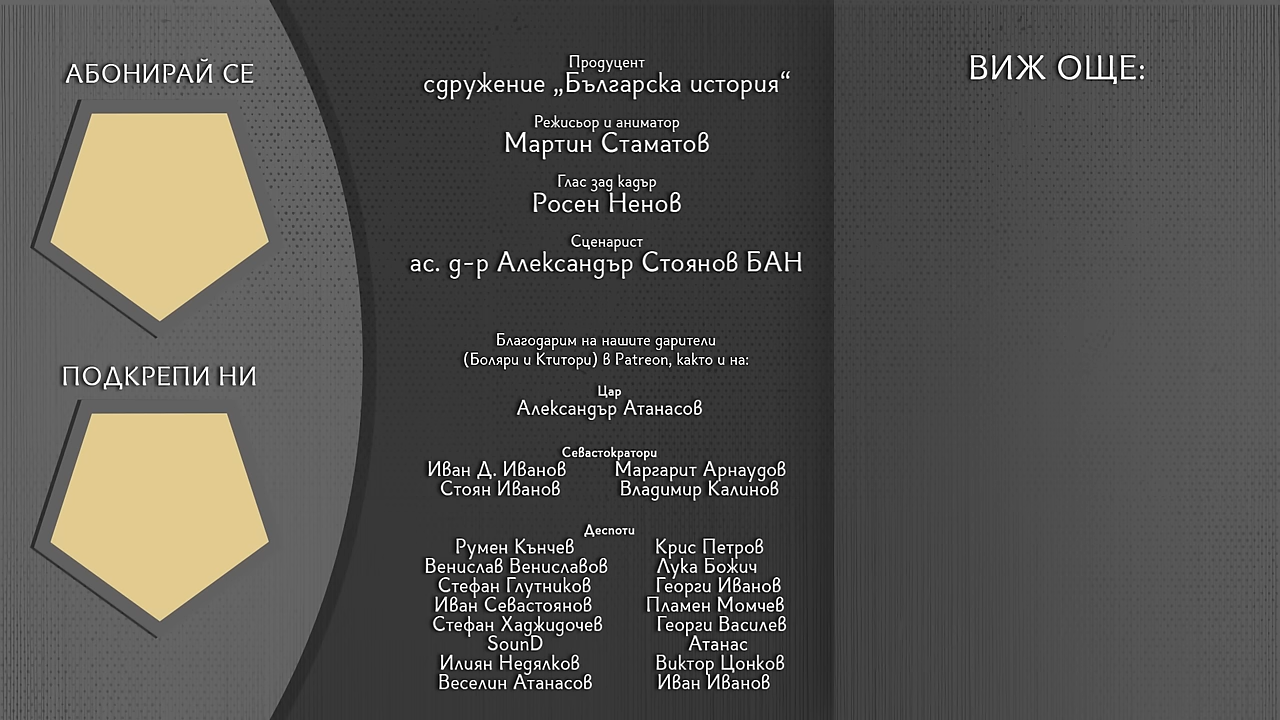 АБОНИРАЙ СЕ
ПОДКРЕПИ НИ
Продуцент
сдружение „Българска история“
Режисьор и аниматор
Мартин Стаматов
Глас зад кадър
Росен Ненов
Сценарист
ас. д-р Александър Стоянов БАН
Благодарим на нашите дарители
(Боляри и Ктитори) в Patreon, както и на:
Цар
Александър Атанасов
Севастократори
Иван Д. Иванов Маргарит Арнаудов
Стоян Иванов Владимир Калинов
Деспоти
Румен Кънчев Крис Петров
Венислав Вениславов Лука Божич
Стефан Глутников Георги Иванов
Иван Севастоянов Пламен Момчев
Стефан Хаджидочев Георги Василев
SounD Атанас
Илиян Недялков Виктор Цонков
Веселин Атанасов Иван Иванов
ВИЖ ОЩЕ: